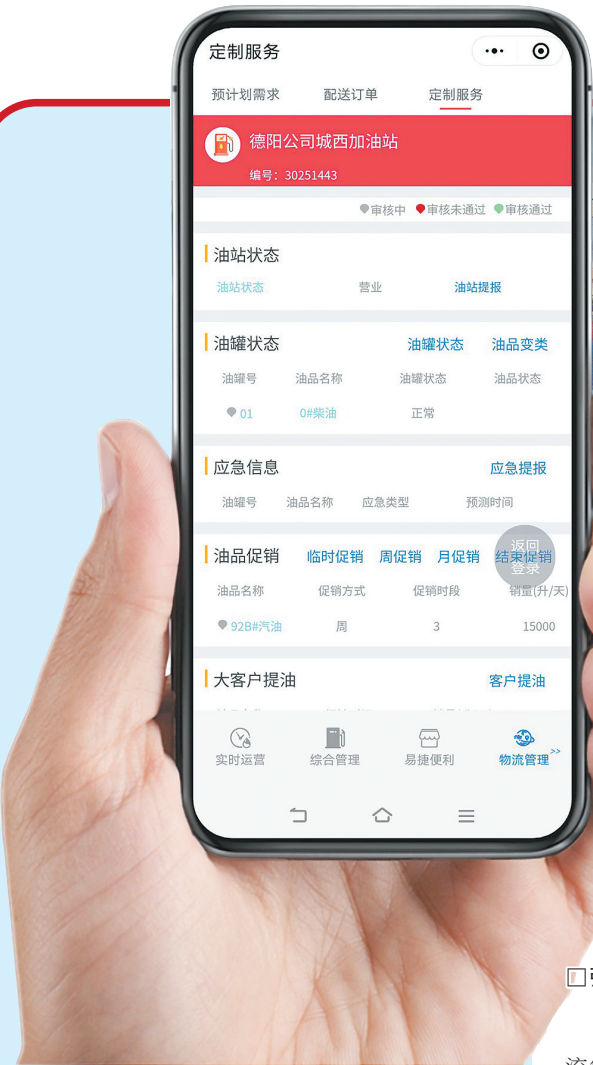 定制服务
预计划需求 配送订单 定制服务
德阳公司城西加油站
编号：30251443
审核中 审核未通过 审核通过
油站状态
油站状态 营业 油站提报
油罐状态 油罐状态 油品变类
油罐号 油品名称 油罐状态 油品状态
01 0#柴油 正常
应急信息 应急提报
油罐号 油品名称 应急类型 预测时间
油品促销 临时促销 周促销 月促销 结束促销
返回
登录
油品名称 促销方式 促销时段 销量(升/天)
92B#汽油 周 3 15000
大客户提油 客户提油
实时运营 综合管理 易捷便利 物流管理 >>